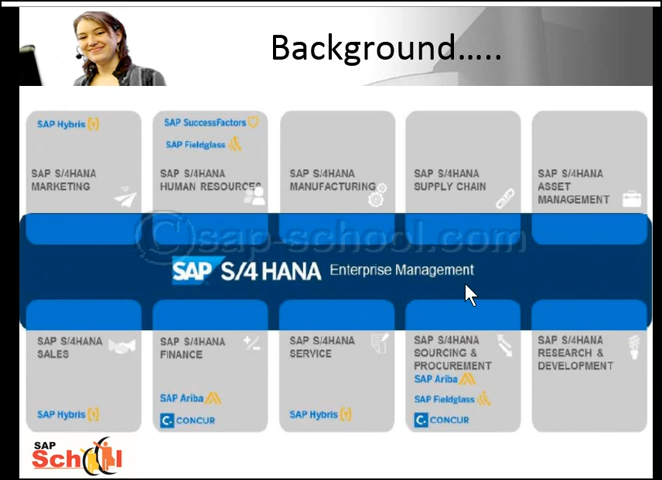 Background.....
SAP Hybris
SAP S/4HANA
MARKETING
SAP SuccessFactors
SAP Fieldglass
SAP S/4HANA
HUMAN RESOURCES
SAP S/4HANA
MANUFACTURING
SAP S/4HANA
SUPPLY CHAIN
SAP S/4HANA
ASSET
MANAGEMENT
©sap-school.com
SAP S/4HANA Enterprise Management
SAP S/4HANA
SALES
SAP Hybris
SAP S/4HANA
FINANCE
SAP Ariba
C. CONCUR
SAP S/4HANA
SERVICE
SAP Hybris
SAP S/4HANA
SOURCING &
PROCUREMENT
SAP Ariba
SAP Fieldglass
C. CONCUR
SAP S/4HANA
RESEARCH &
DEVELOPMENT
SAP
School